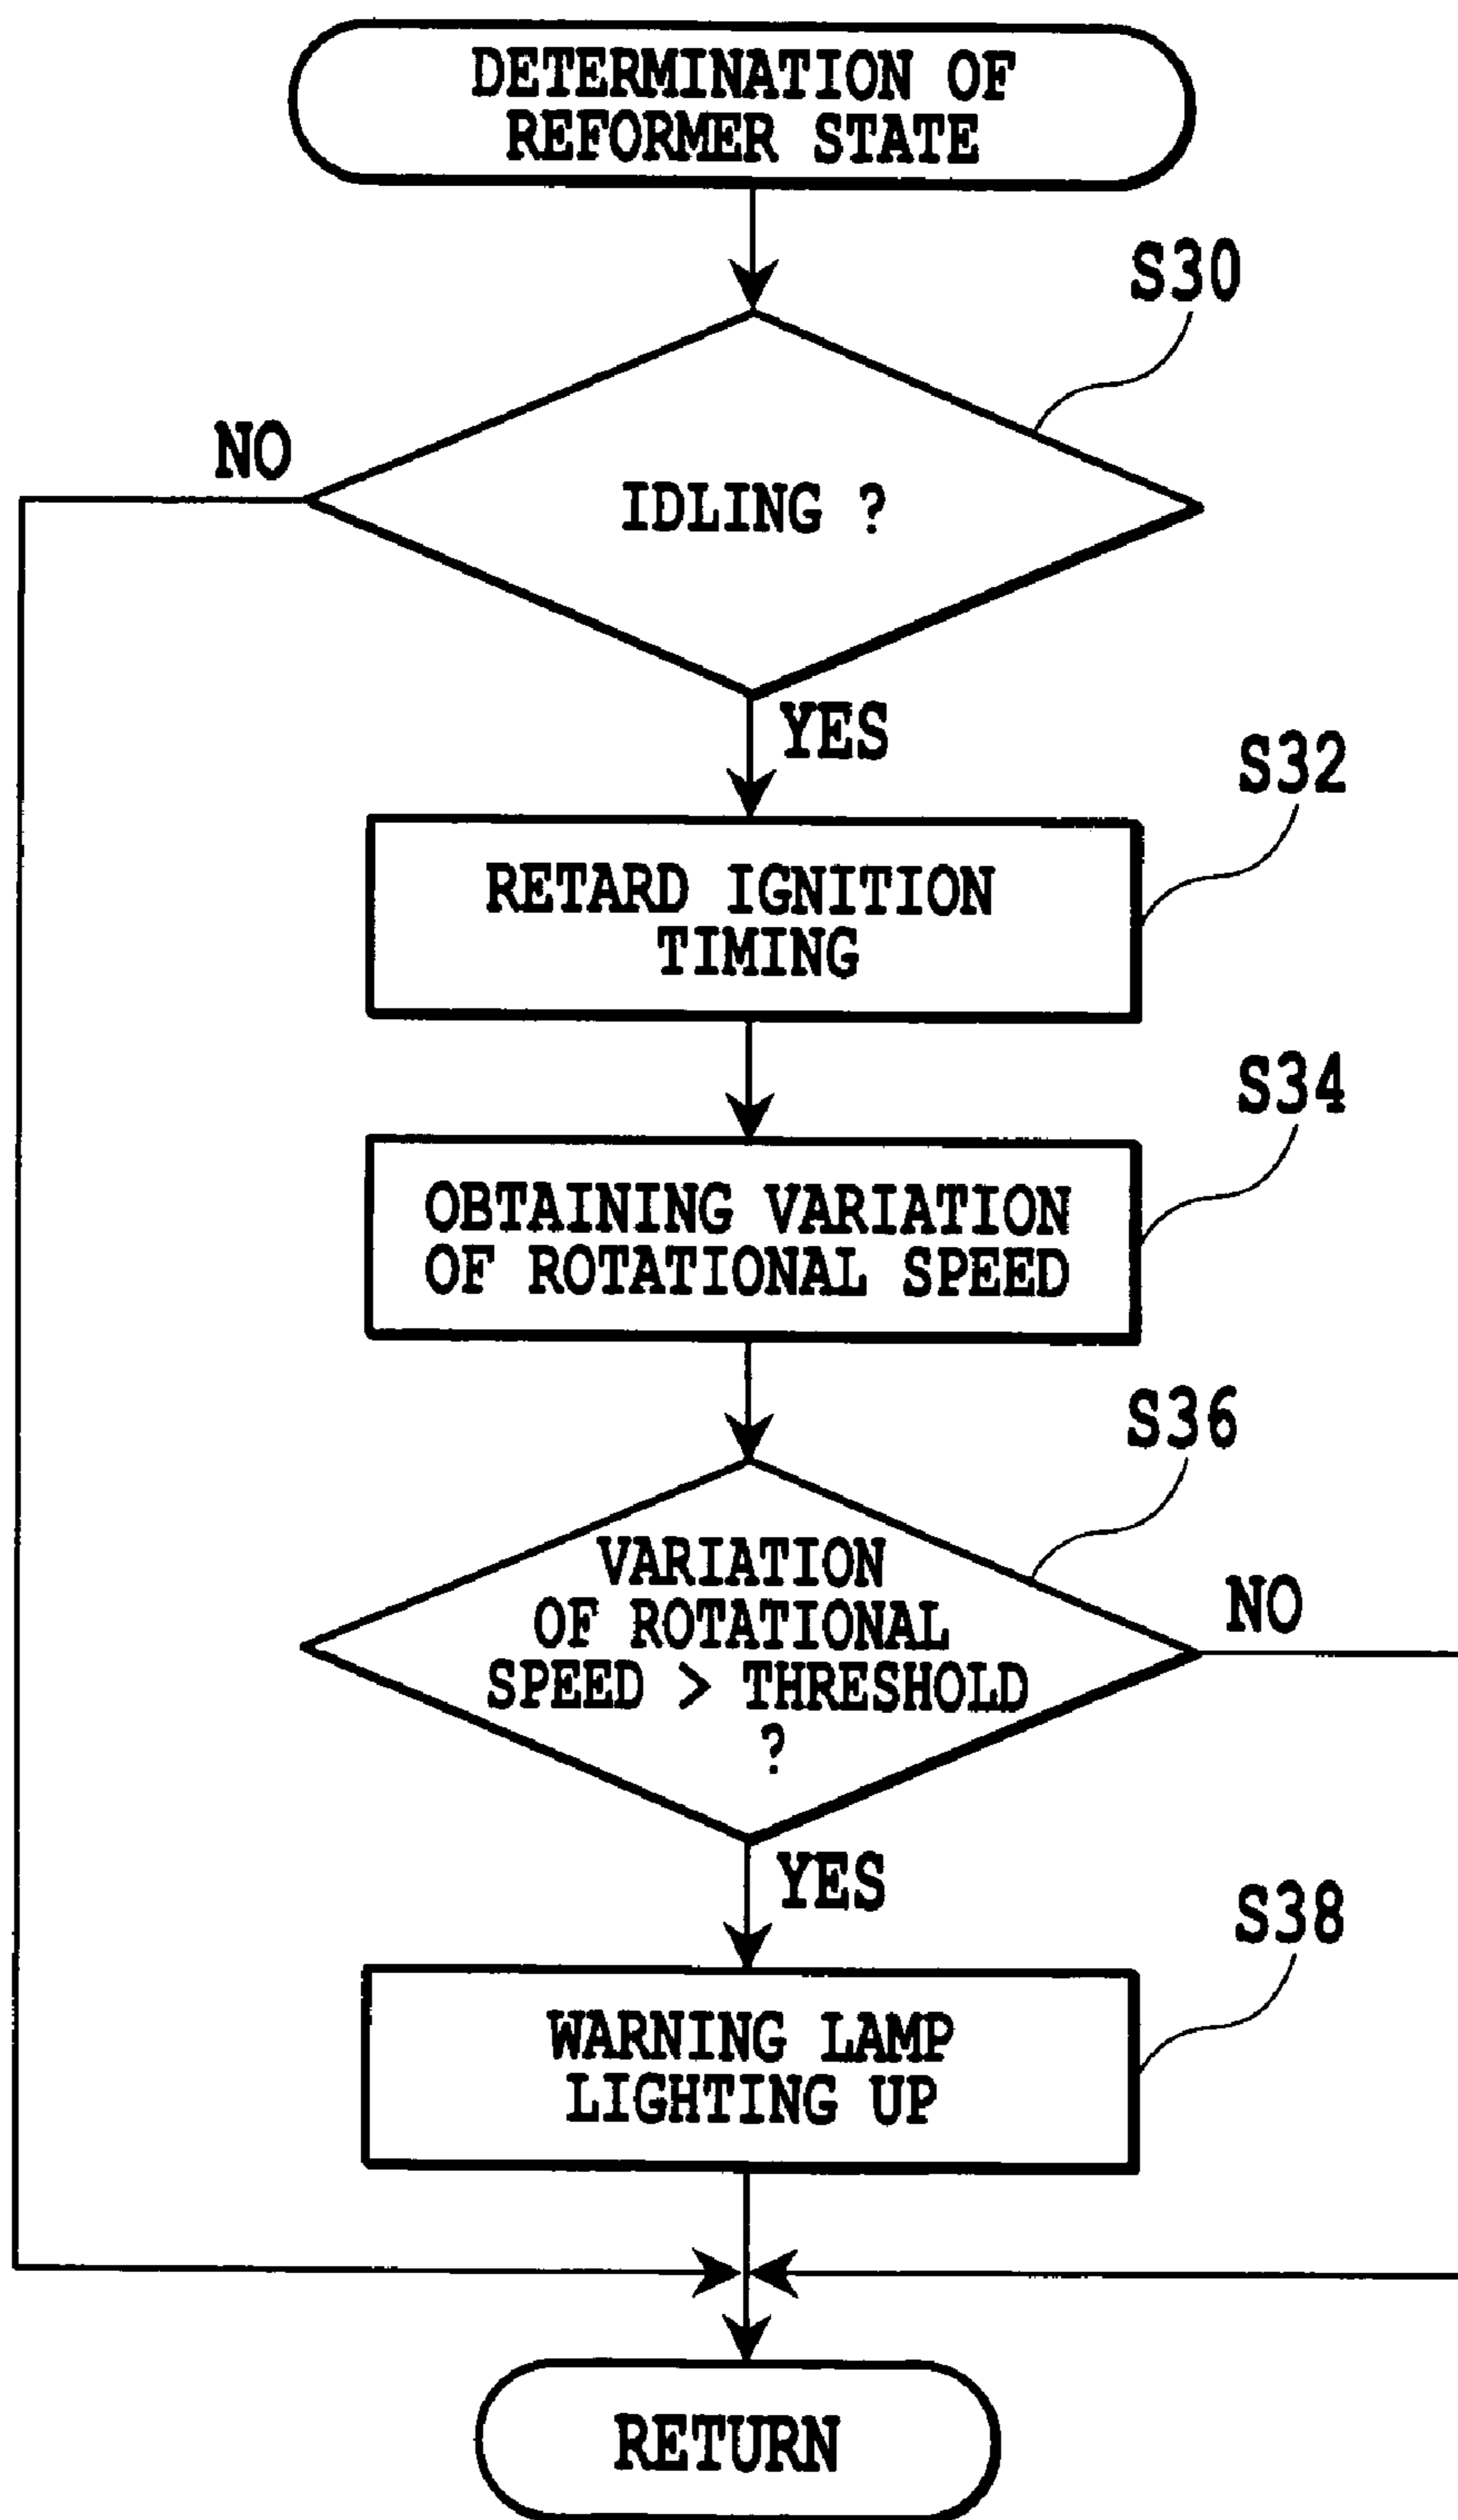 DETERMINATION OF
REFORMER STATE
S30
NO
IDLING ?
YES
S32
RETARD IGNITION
TIMING
S34
OBTAINING VARIATION
OF ROTATIONAL SPEED
S36
VARIATION
OF ROTATIONAL
SPEED > THRESHOLD
?
NO
YES
S38
WARNING LAMP
LIGHTING UP
RETURN